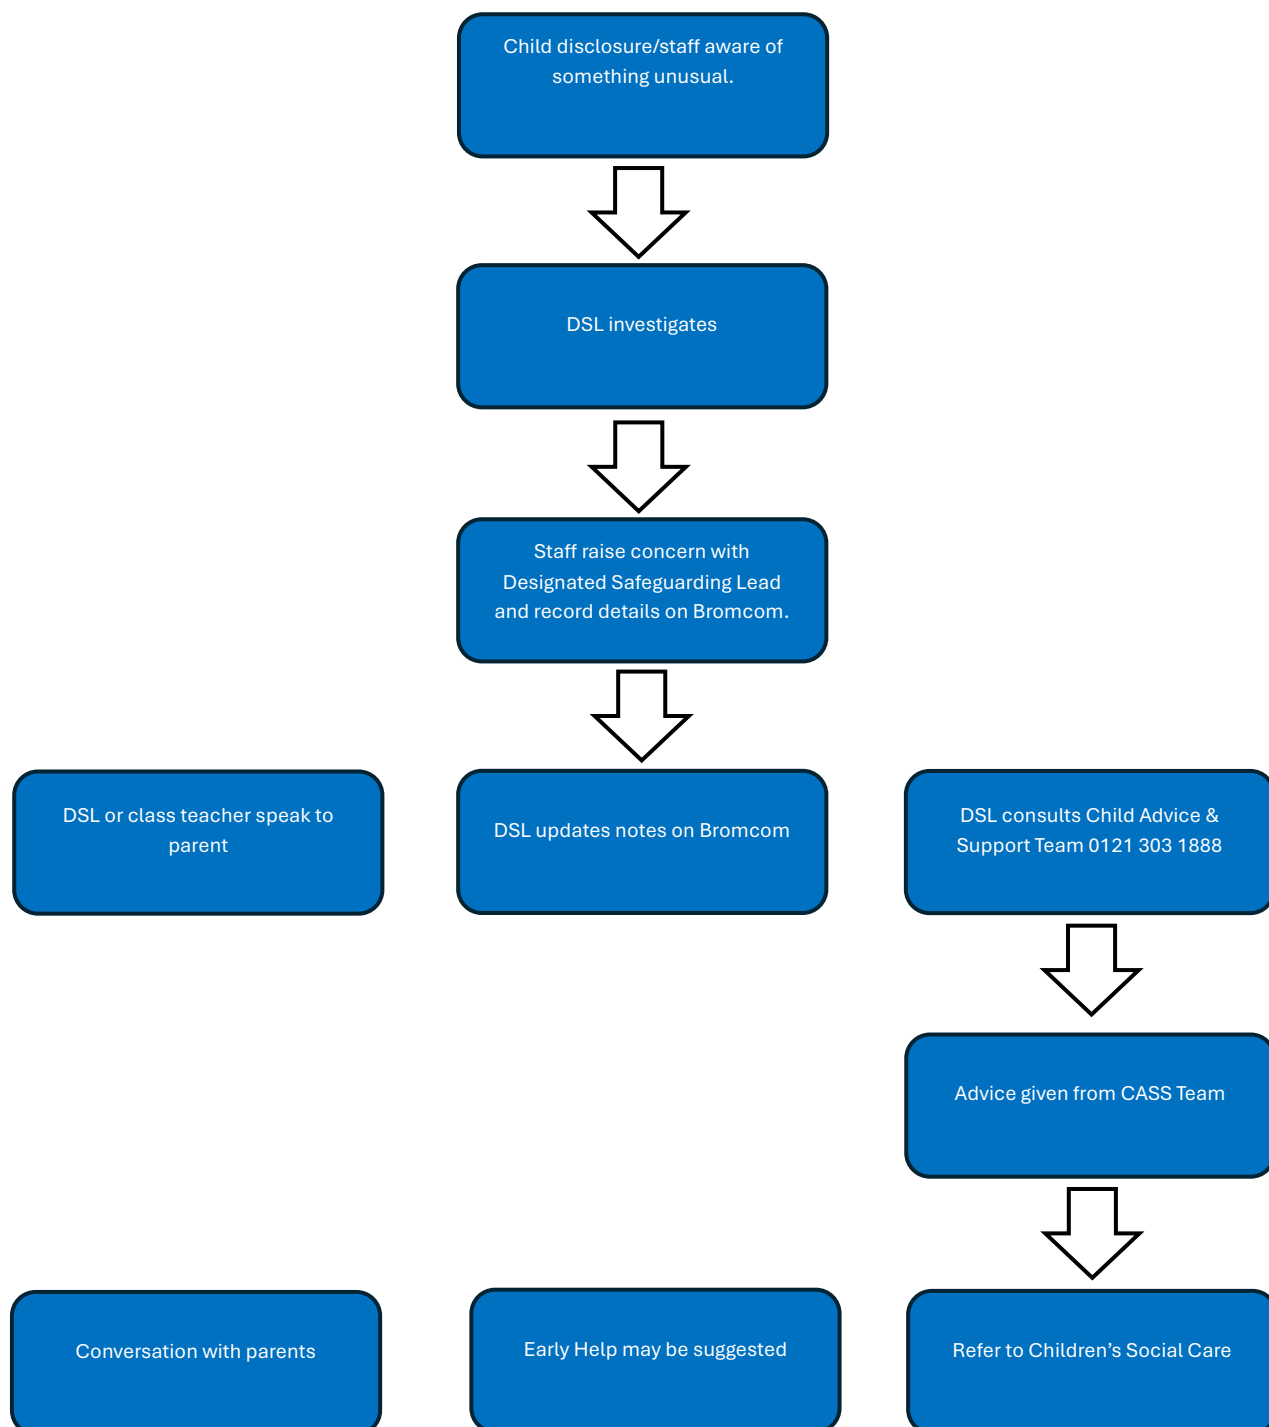 Child disclosure/staff aware of
something unusual.
DSL investigates
Staff raise concern with
Designated Safeguarding Lead
and record details on Bromcom.
DSL or class teacher speak to
parent
DSL updates notes on Bromcom
DSL consults Child Advice &
Support Team 0121 303 1888
Advice given from CASS Team
Conversation with parents
Early Help may be suggested
Refer to Children’s Social Care